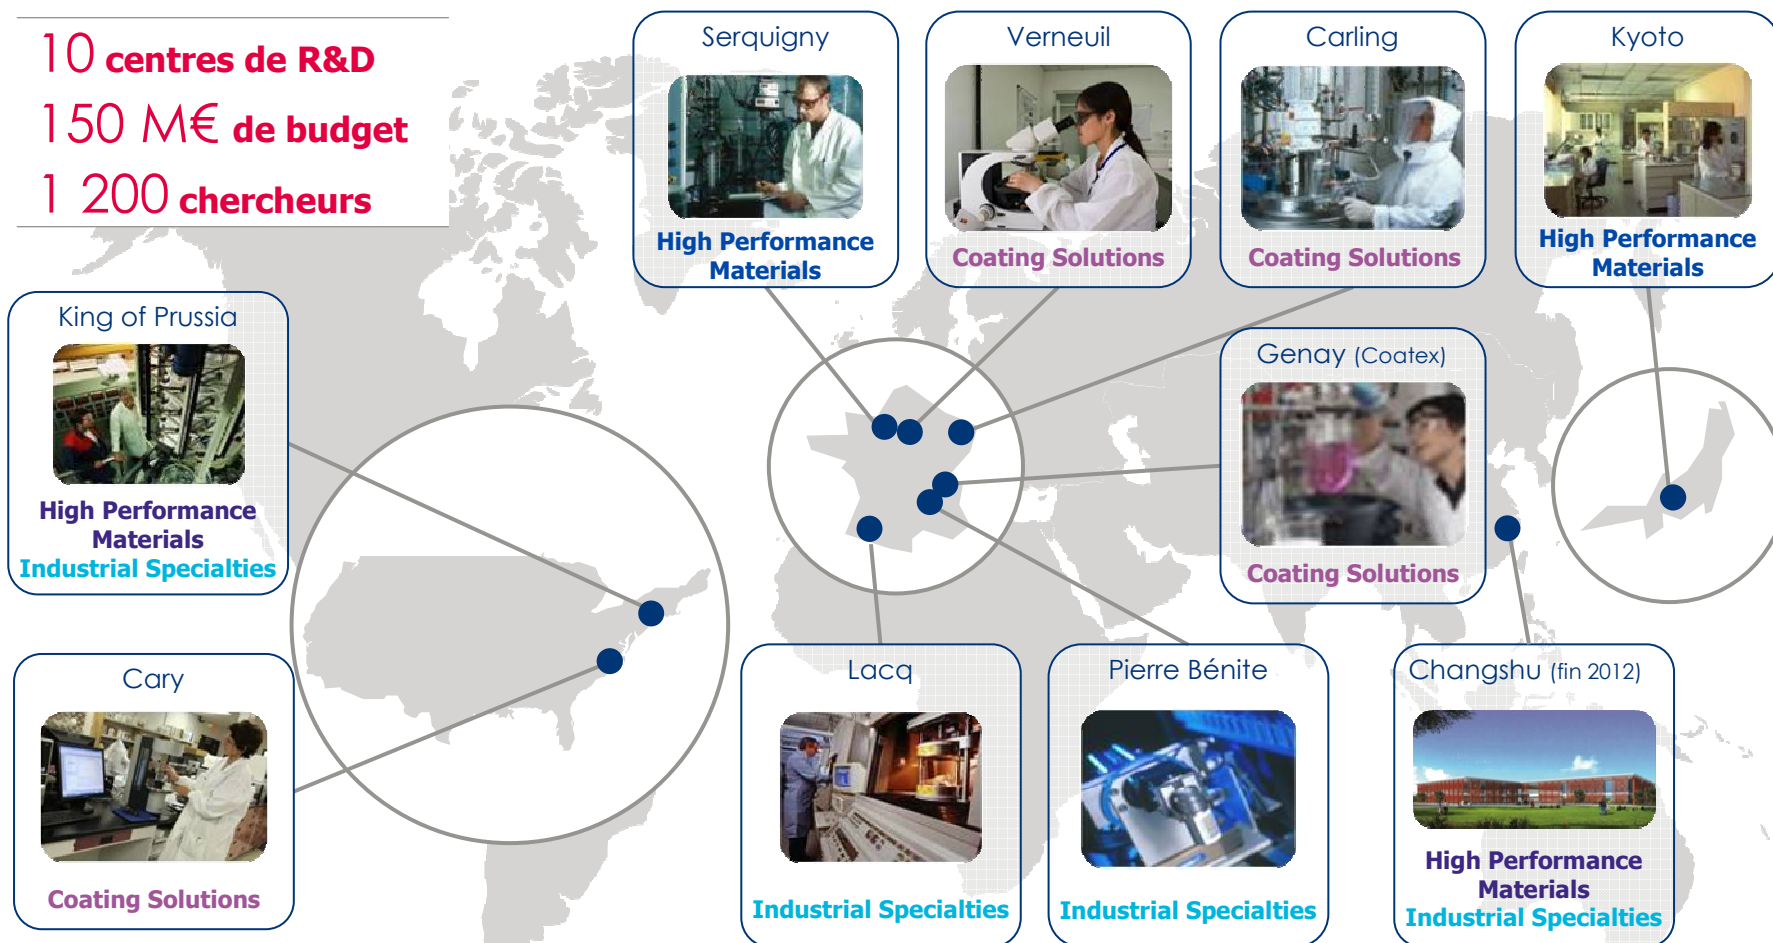 10 centres de R&D
150 M€ de budget
1 200 chercheurs
Serquigny
High Performance
Materials
Verneuil
Coating Solutions
Carling
Coating Solutions
Kyoto
High Performance
Materials
King of Prussia
High Performance
Materials
Industrial Specialties
Genay (Coatex)
Coating Solutions
Cary
Coating Solutions
Lacq
Industrial Specialties
Pierre Bénite
Industrial Specialties
Changshu (fin 2012)
High Performance
Materials
Industrial Specialties